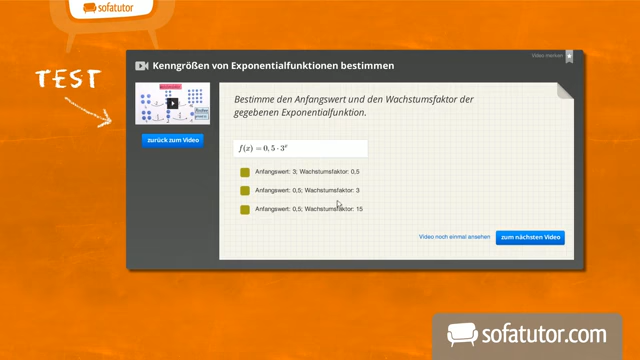 sofatutor
TEST
Video merken
Kenngrößen von Exponentialfunktionen bestimmen
Bestimme den Anfangswert und den Wachstumsfaktor der
gegebenen Exponentialfunktion.
zurück zum Video
f(x) = 0,5 · 3ˣ
Anfangswert: 3; Wachstumsfaktor: 0,5
Anfangswert: 0,5; Wachstumsfaktor: 3
Anfangswert: 0,5; Wachstumsfaktor: 15
Video noch einmal ansehen
zum nächsten Video
sofatutor.com